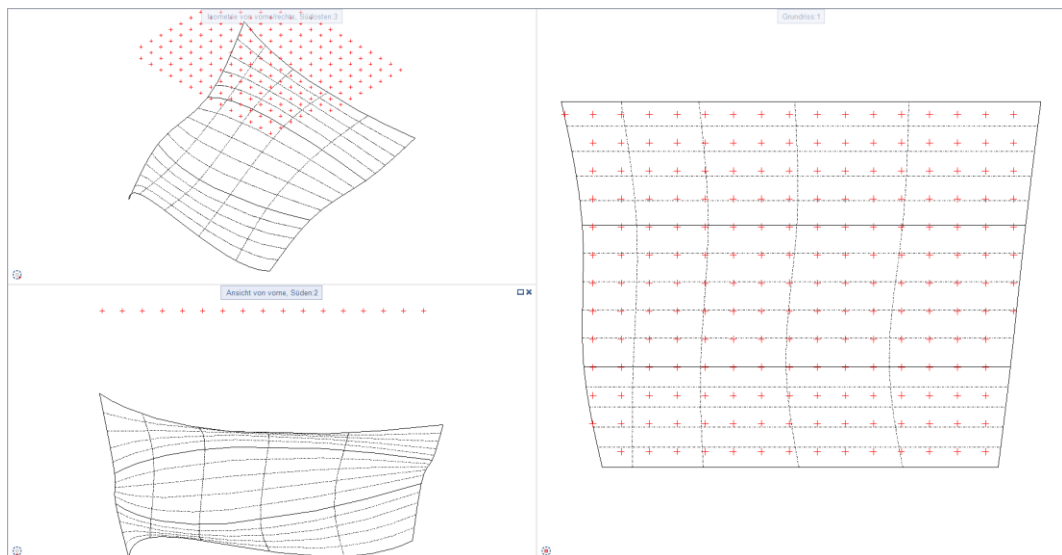 Isometrie von vorne/rechts, Südosten:3
Grundriss:1
Ansicht von vorne, Süden:2